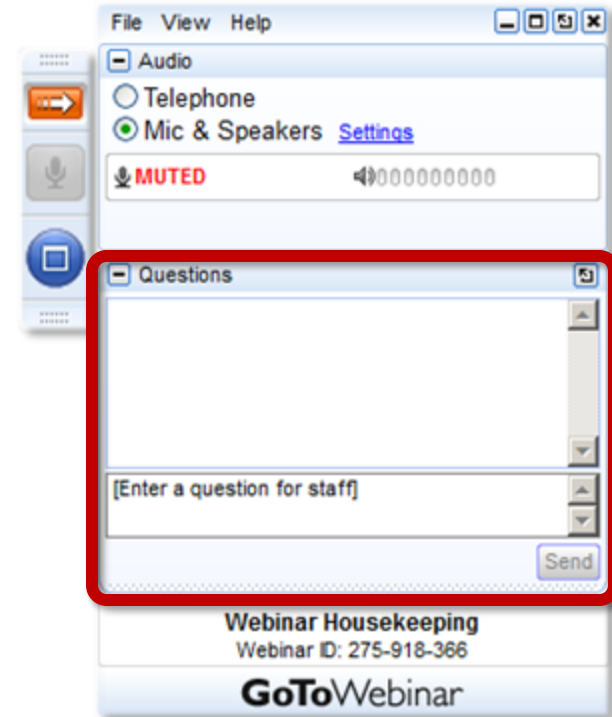 File View Help
Audio
Telephone
Mic & Speakers Settings
MUTED 000000000
Questions
[Enter a question for staff]
Send
Webinar Housekeeping
Webinar ID: 275-918-366
GoToWebinar